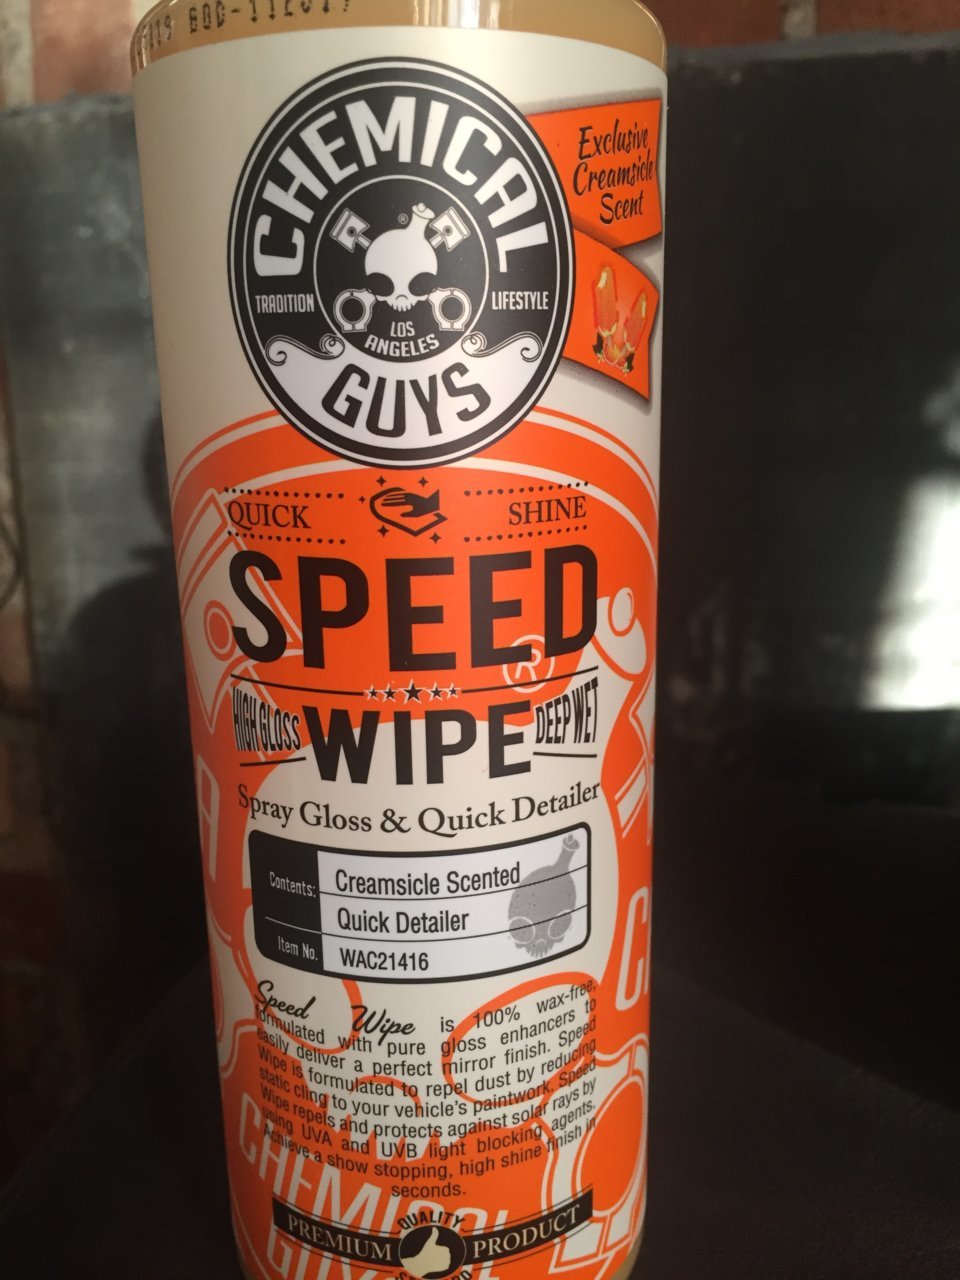 Exclusive
Creamsicle
Scent
CHEMICAL
®
TRADITION LIFESTYLE
LOS
ANGELES
GUYS
QUICK SHINE
SPEED
®
HIGH GLOSS WIPE DEEP WET
Spray Gloss & Quick Detailer
Contents: Creamsicle Scented
Quick Detailer
Item No. WAC21416
Speed Wipe is 100% wax-free,
formulated with pure gloss enhancers to
easily deliver a perfect mirror finish. Speed
Wipe is formulated to repel dust by reducing
static cling to your vehicle's paintwork. Speed
Wipe repels and protects against solar rays by
using UVA and UVB light blocking agents.
Achieve a show stopping, high shine finish in
seconds.
CHEMICAL
QUALITY
PREMIUM PRODUCT